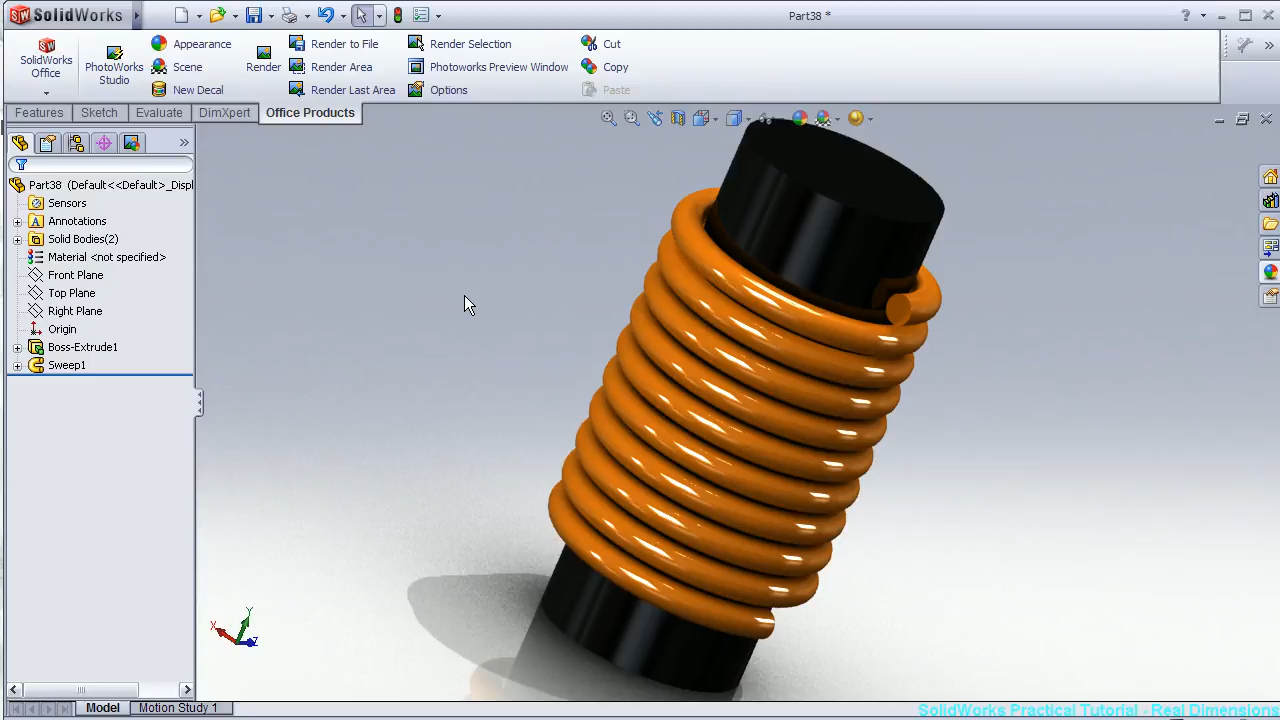 SolidWorks
Part38 *
SolidWorks Office
PhotoWorks Studio
Appearance
Scene
New Decal
Render
Render to File
Render Area
Render Last Area
Render Selection
Photoworks Preview Window
Options
Cut
Copy
Paste
Features
Sketch
Evaluate
DimXpert
Office Products
Part38 (Default<<Default>_Displ
Sensors
Annotations
Solid Bodies(2)
Material <not specified>
Front Plane
Top Plane
Right Plane
Origin
Boss-Extrude1
Sweep1
Y
X
Z
Model
Motion Study 1
SolidWorks Practical Tutorial - Real Dimensions